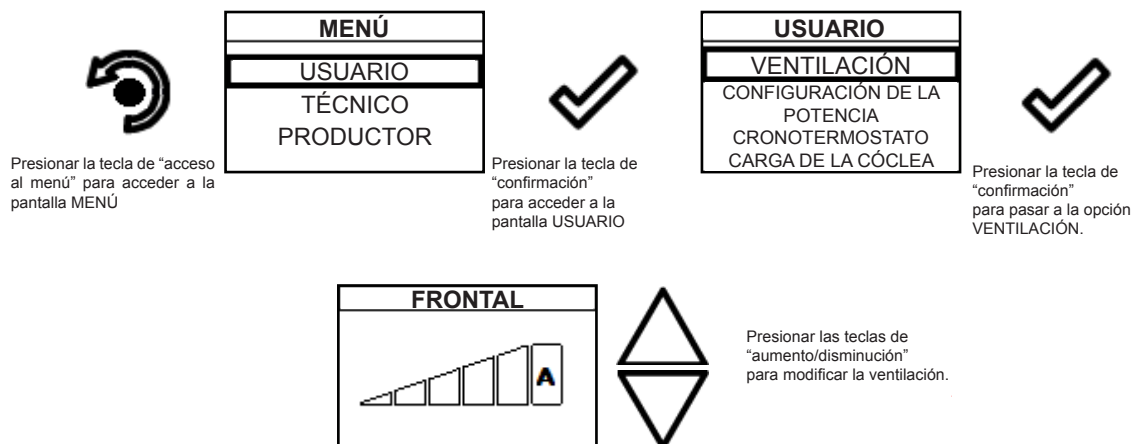 MENÚ
USUARIO
TÉCNICO
PRODUCTOR
Presionar la tecla de “acceso
al menú” para acceder a la
pantalla MENÚ
Presionar la tecla de
“confirmación”
para acceder a la
pantalla USUARIO
USUARIO
VENTILACIÓN
CONFIGURACIÓN DE LA
POTENCIA
CRONOTERMOSTATO
CARGA DE LA CÓCLEA
Presionar la tecla de
“confirmación”
para pasar a la opción
VENTILACIÓN.
FRONTAL
A
Presionar las teclas de
“aumento/disminución”
para modificar la ventilación.